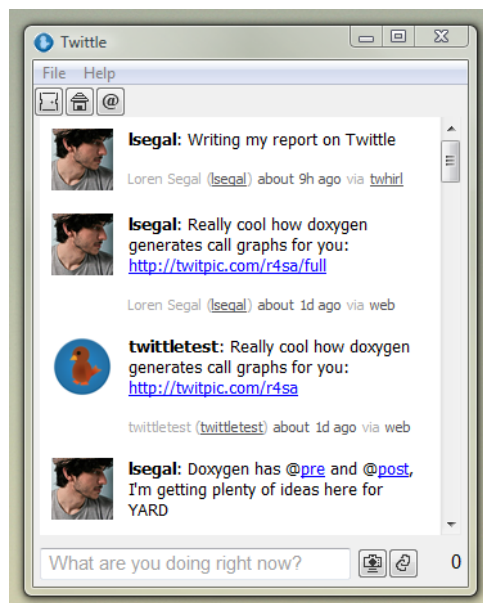 Twittle
File Help
@
lsegal: Writing my report on Twittle
Loren Segal (lsegal) about 9h ago via twhirl
lsegal: Really cool how doxygen
generates call graphs for you:
http://twitpic.com/r4sa/full
Loren Segal (lsegal) about 1d ago via web
twittletest: Really cool how doxygen
generates call graphs for you:
http://twitpic.com/r4sa
twittletest (twittletest) about 1d ago via web
lsegal: Doxygen has @pre and @post,
I'm getting plenty of ideas here for
YARD
What are you doing right now?
0